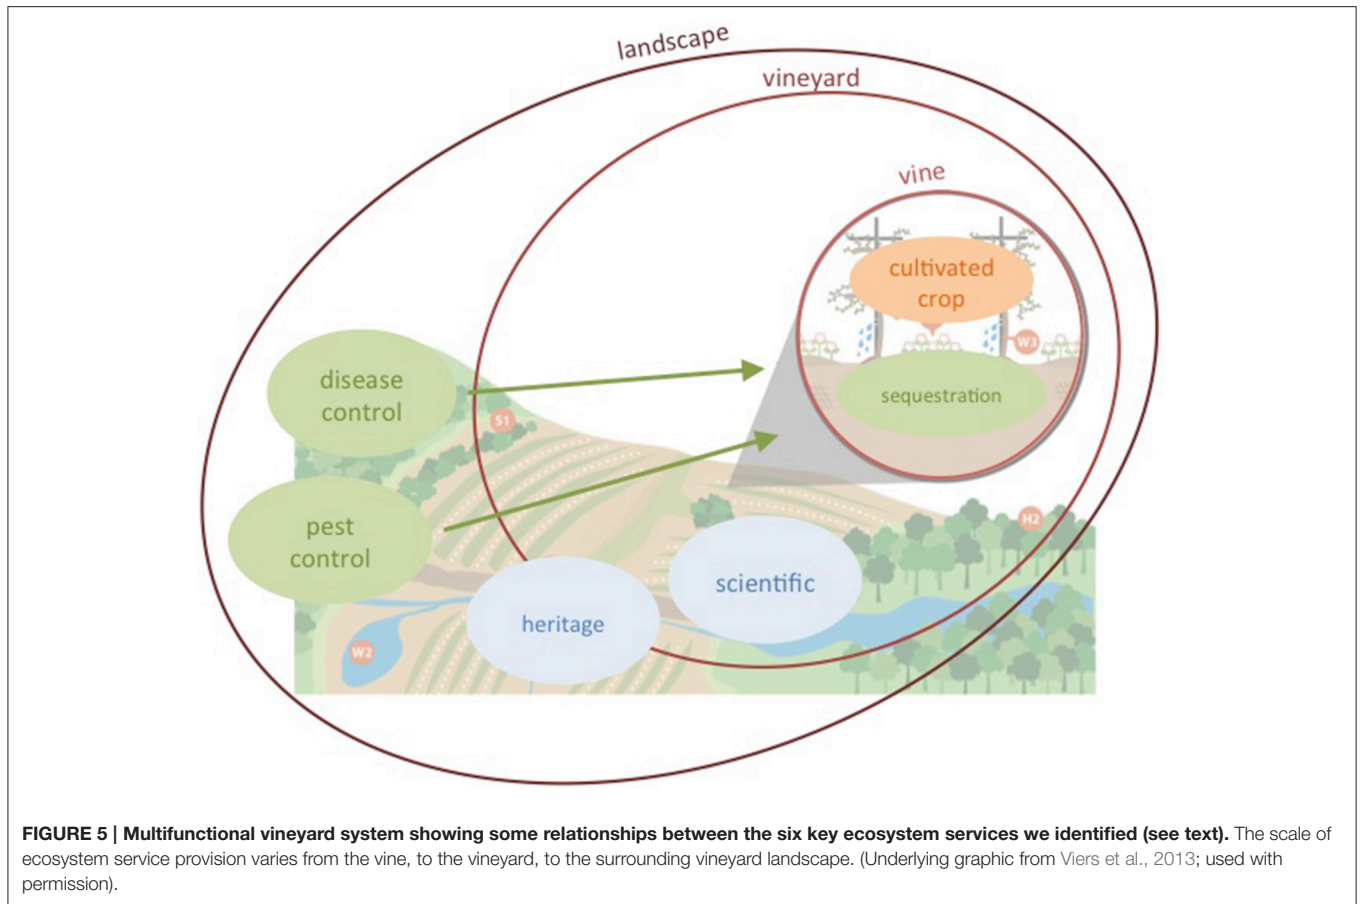 landscape
vineyard
vine
cultivated
crop
W3
sequestration
disease
control
S1
pest
control
H2
scientific
heritage
W2
FIGURE 5 | Multifunctional vineyard system showing some relationships between the six key ecosystem services we identified (see text). The scale of
ecosystem service provision varies from the vine, to the vineyard, to the surrounding vineyard landscape. (Underlying graphic from Viers et al., 2013; used with
permission).